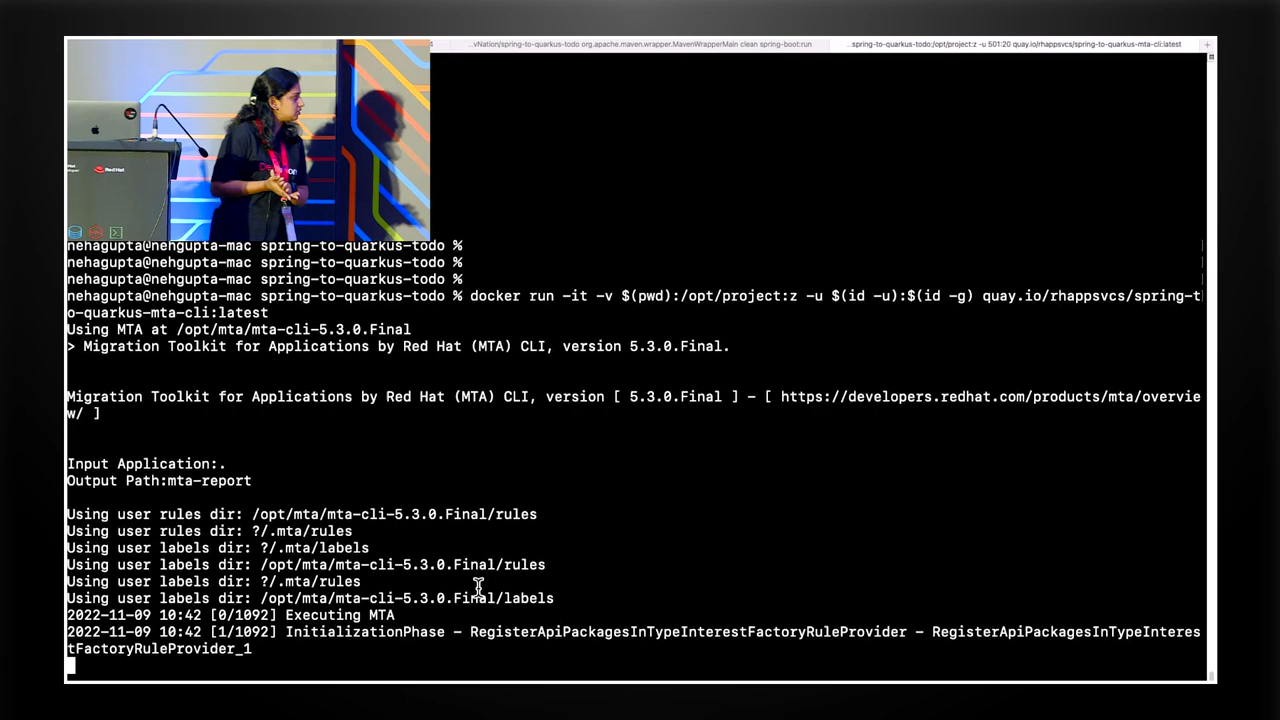 ...vNation/spring-to-quarkus-todo org.apache.maven.wrapper.MavenWrapperMain clean spring-boot:run
...spring-to-quarkus-todo:/opt/project:z -u 501:20 quay.io/rhappsvcs/spring-to-quarkus-mta-cli:latest
+
Red Hat
nehagupta@nehgupta-mac spring-to-quarkus-todo %
nehagupta@nehgupta-mac spring-to-quarkus-todo %
nehagupta@nehgupta-mac spring-to-quarkus-todo %
nehagupta@nehgupta-mac spring-to-quarkus-todo % docker run -it -v $(pwd):/opt/project:z -u $(id -u):$(id -g) quay.io/rhappsvcs/spring-t
o-quarkus-mta-cli:latest
Using MTA at /opt/mta/mta-cli-5.3.0.Final
> Migration Toolkit for Applications by Red Hat (MTA) CLI, version 5.3.0.Final.
Migration Toolkit for Applications by Red Hat (MTA) CLI, version [ 5.3.0.Final ] - [ https://developers.redhat.com/products/mta/overvie
w/ ]
Input Application:.
Output Path:mta-report
Using user rules dir: /opt/mta/mta-cli-5.3.0.Final/rules
Using user rules dir: ?/.mta/rules
Using user labels dir: ?/.mta/labels
Using user labels dir: /opt/mta/mta-cli-5.3.0.Final/rules
Using user labels dir: ?/.mta/rules
Using user labels dir: /opt/mta/mta-cli-5.3.0.Final/labels
2022-11-09 10:42 [0/1092] Executing MTA
2022-11-09 10:42 [1/1092] InitializationPhase - RegisterApiPackagesInTypeInterestFactoryRuleProvider - RegisterApiPackagesInTypeInteres
tFactoryRuleProvider_1